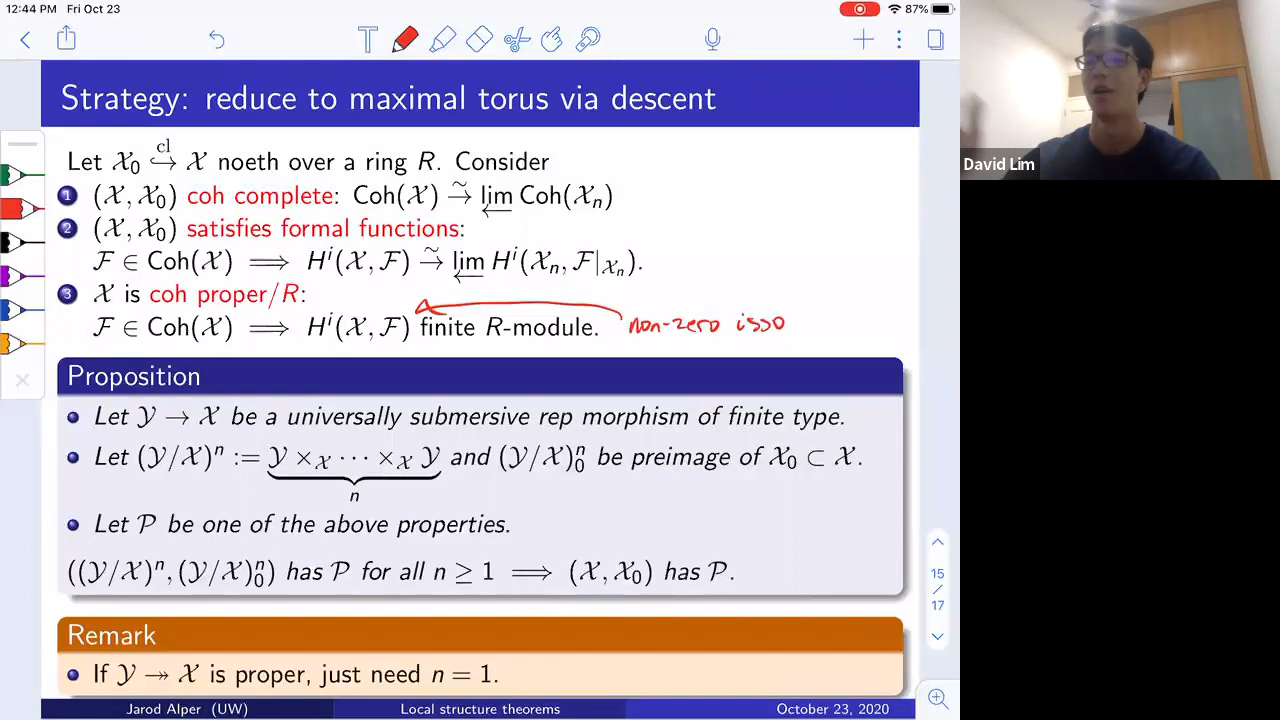 12:44 PM Fri Oct 23
87%
Strategy: reduce to maximal torus via descent
Let 𝒳₀ ↪ᶜˡ 𝒳 noeth over a ring R. Consider
1 (𝒳, 𝒳₀) coh complete: Coh(𝒳) →̃ lim← Coh(𝒳ₙ)
2 (𝒳, 𝒳₀) satisfies formal functions:
ℱ ∈ Coh(𝒳) ⟹ Hⁱ(𝒳, ℱ) →̃ lim← Hⁱ(𝒳ₙ, ℱ|𝒳ₙ).
3 𝒳 is coh proper/R:
ℱ ∈ Coh(𝒳) ⟹ Hⁱ(𝒳, ℱ) finite R-module. non-zero isso
Proposition
• Let 𝒴 → 𝒳 be a universally submersive rep morphism of finite type.
• Let (𝒴/𝒳)ⁿ := 𝒴 ×𝒳 ⋯ ×𝒳 𝒴 and (𝒴/𝒳)₀ⁿ be preimage of 𝒳₀ ⊂ 𝒳.
n
• Let 𝒫 be one of the above properties.
((𝒴/𝒳)ⁿ, (𝒴/𝒳)₀ⁿ) has 𝒫 for all n ≥ 1 ⟹ (𝒳, 𝒳₀) has 𝒫.
Remark
• If 𝒴 ↠ 𝒳 is proper, just need n = 1.
Jarod Alper (UW) Local structure theorems October 23, 2020
15
/
17
David Lim